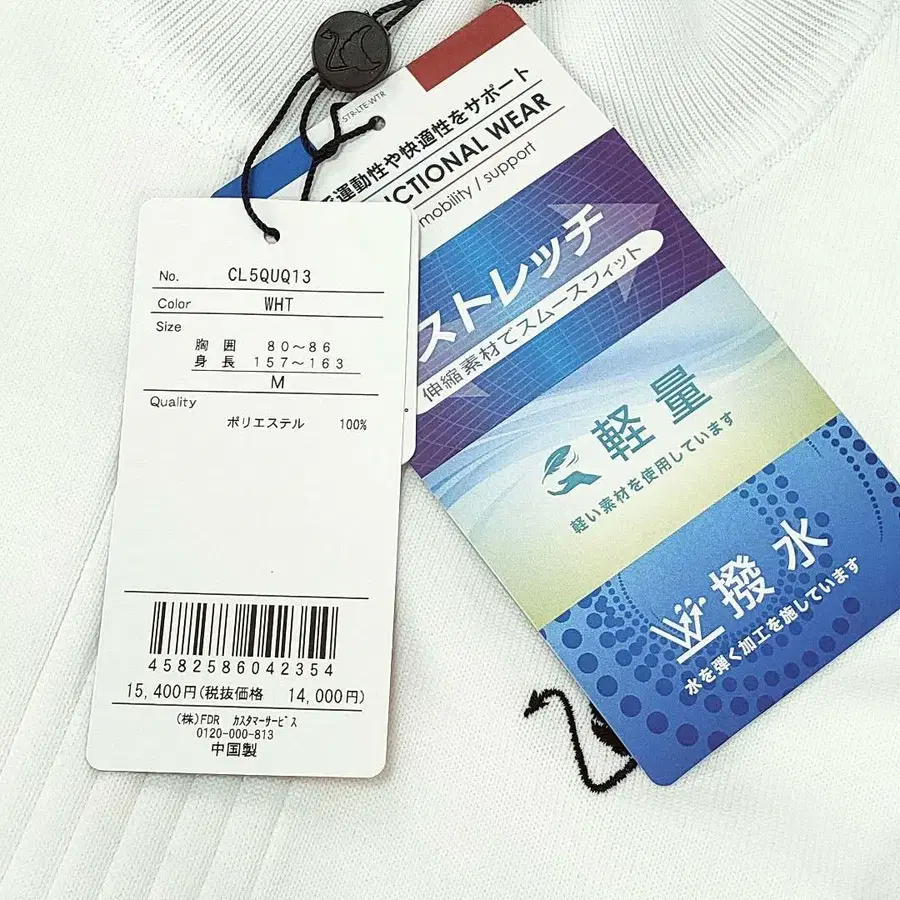 No. CL5QUQ13
Color WHT
Size
胸囲 80～86
身長 157～163
M
Quality
ポリエステル 100%
4582586042354
15,400円(税抜価格 14,000円)
(株)FDR カスタマーサービス
0120-000-813
中国製
STR-LTE-WTR
運動性や快適性をサポート
NCTIONAL WEAR
mobility / support
ストレッチ
伸縮素材でスムースフィット
軽量
軽い素材を使用しています
撥水
水を弾く加工を施しています